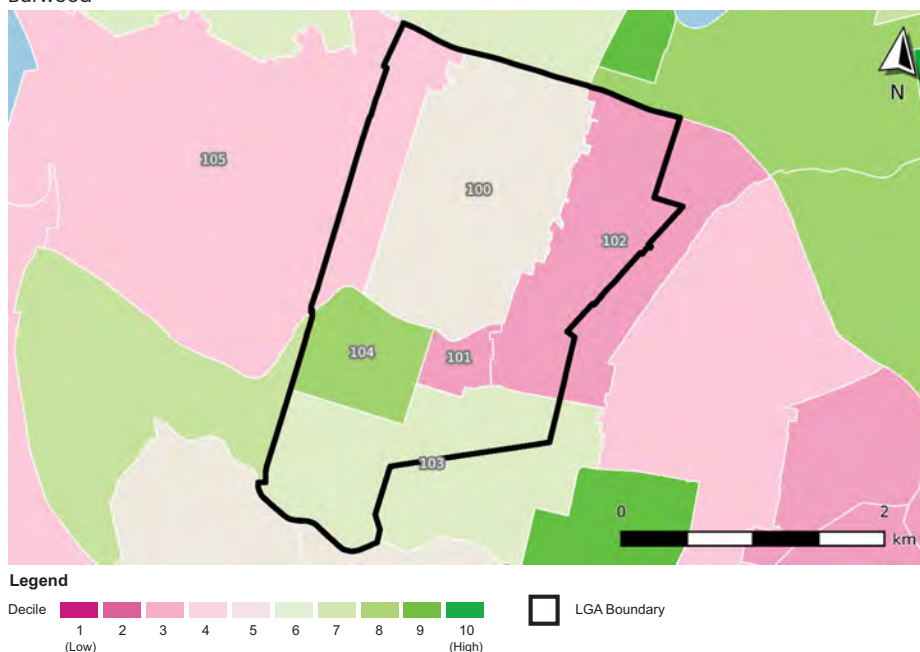 Burwood
N
105
100
102
104
101
103
0 2
km
Legend
Decile
1 2 3 4 5 6 7 8 9 10
(Low) (High)
LGA Boundary